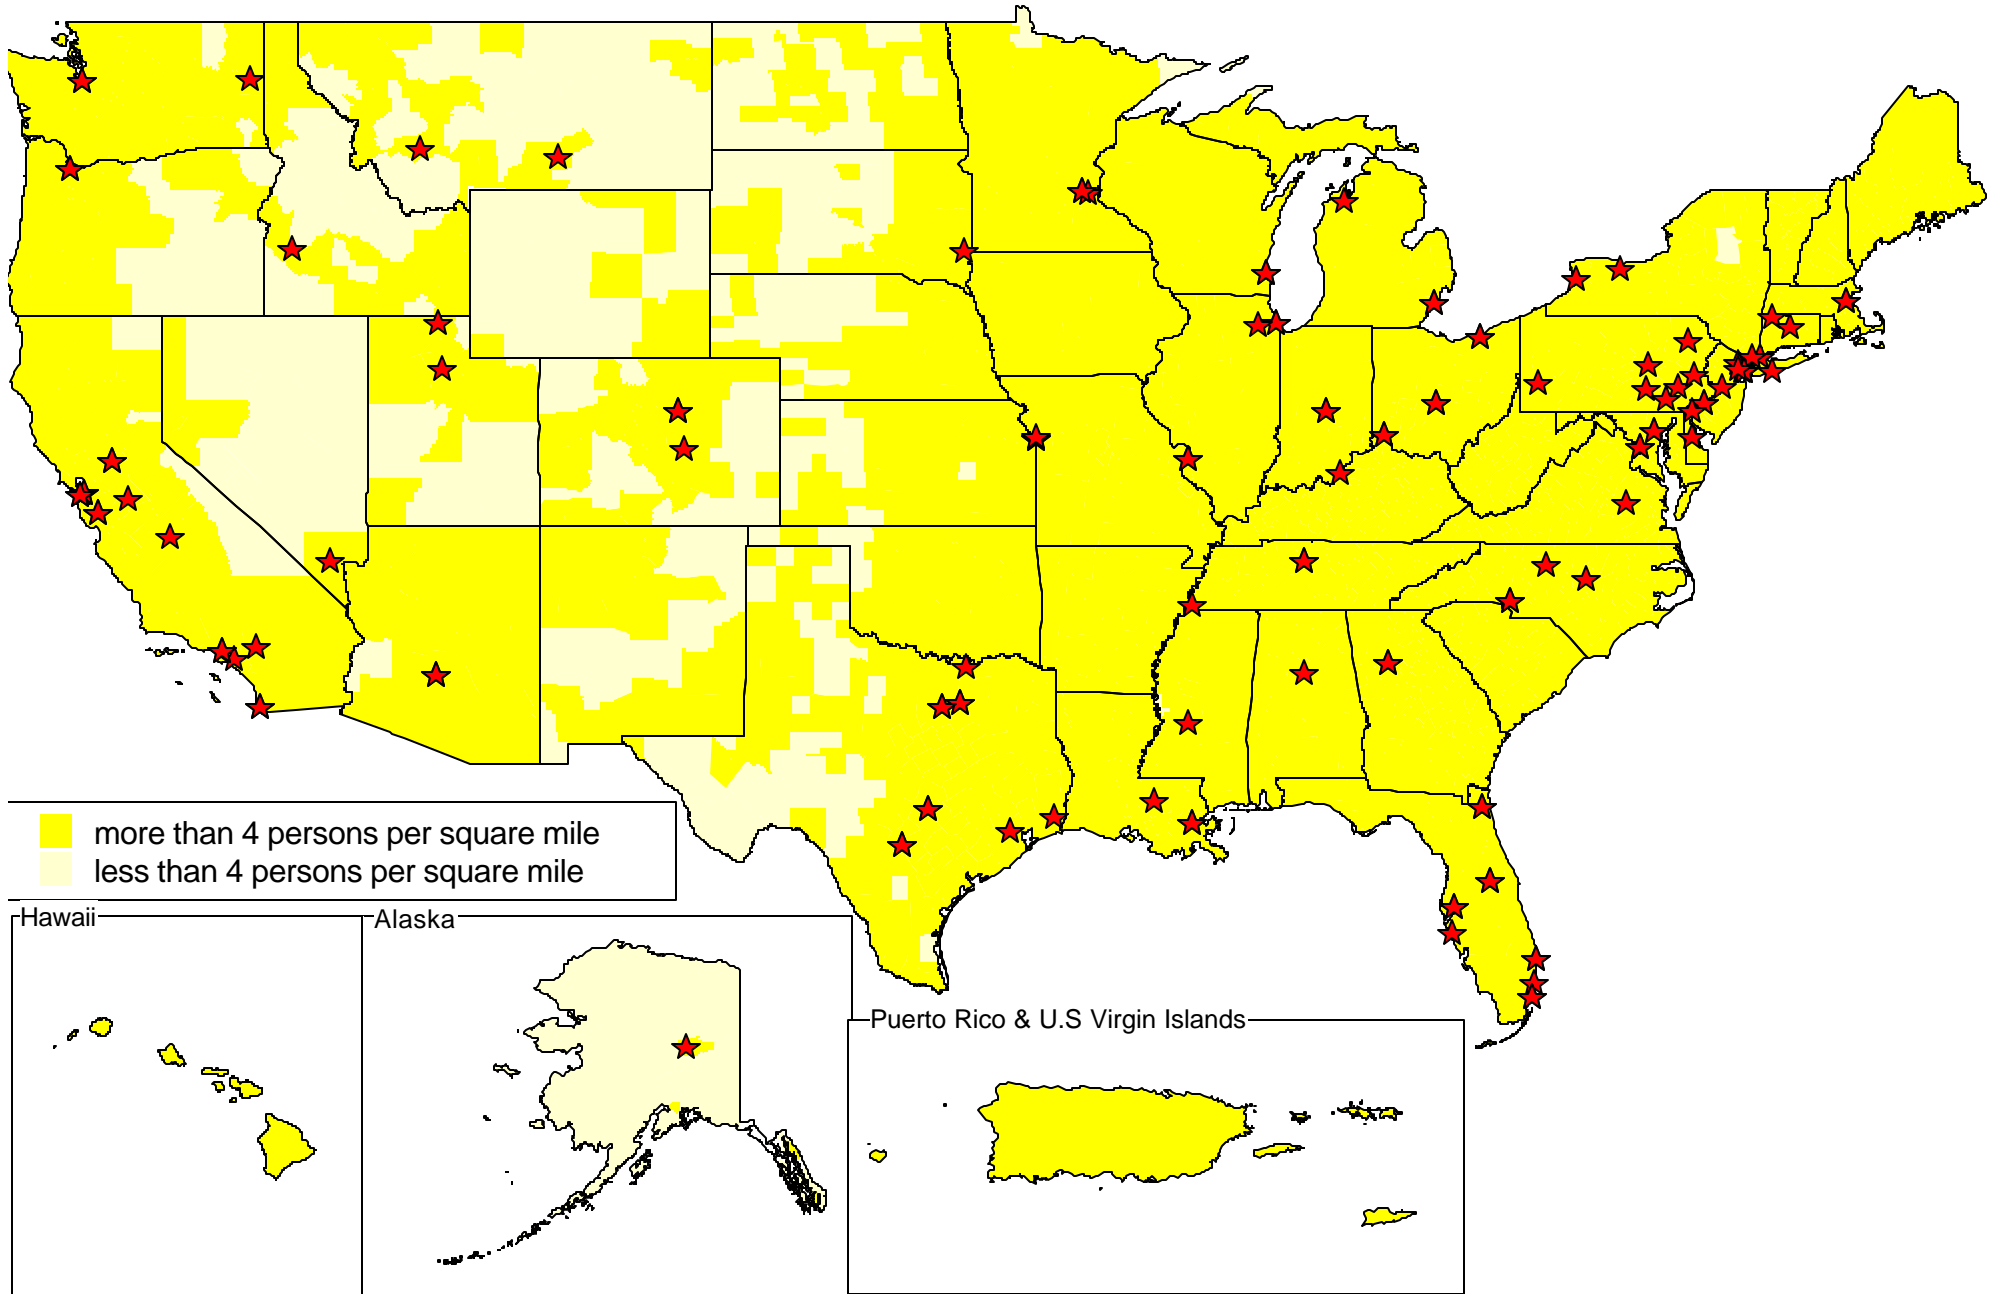 more than 4 persons per square mile
less than 4 persons per square mile
Hawaii
Alaska
Puerto Rico & U.S Virgin Islands